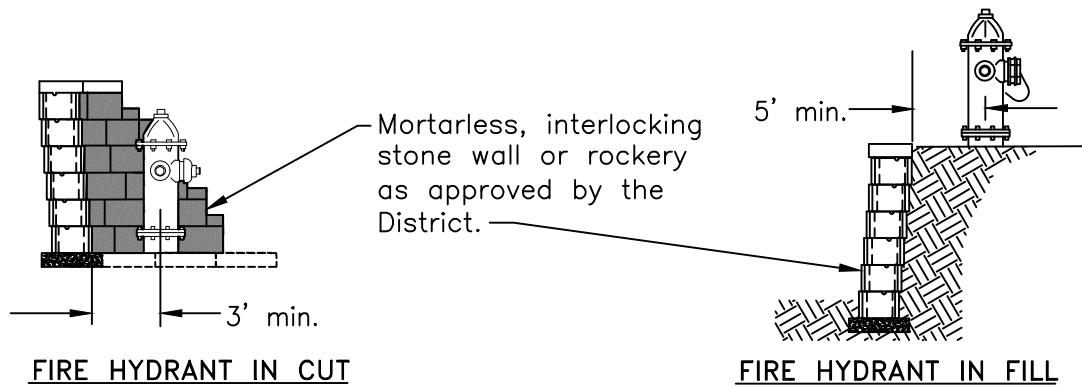 Mortarless, interlocking
stone wall or rockery
as approved by the
District.
5' min.
3' min.
FIRE HYDRANT IN CUT
FIRE HYDRANT IN FILL